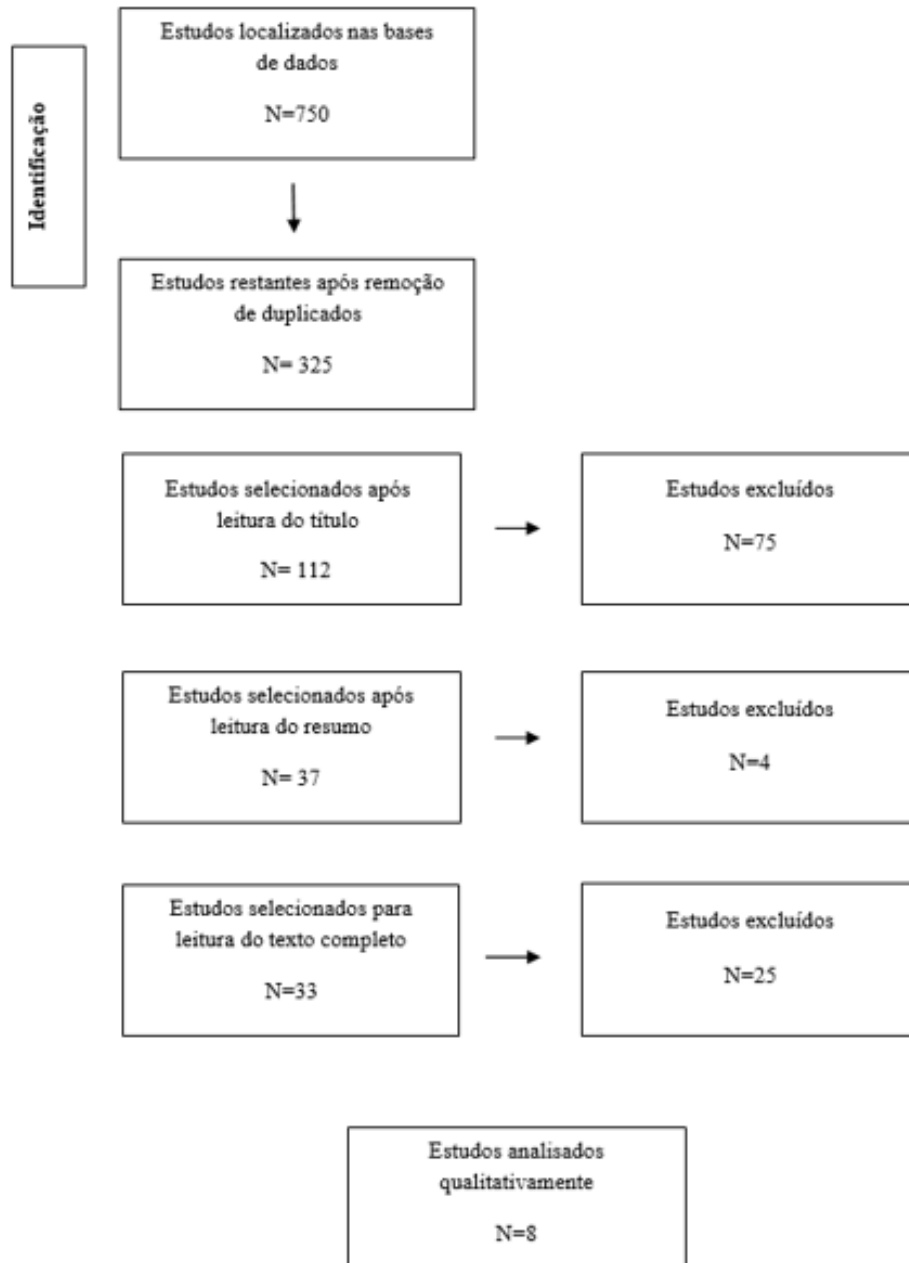 Identificação
Estudos localizados nas bases
de dados
N=750
Estudos restantes após remoção
de duplicados
N= 325
Estudos selecionados após
leitura do título
N= 112
Estudos excluídos
N=75
Estudos selecionados após
leitura do resumo
N= 37
Estudos excluídos
N=4
Estudos selecionados para
leitura do texto completo
N=33
Estudos excluídos
N=25
Estudos analisados
qualitativamente
N=8